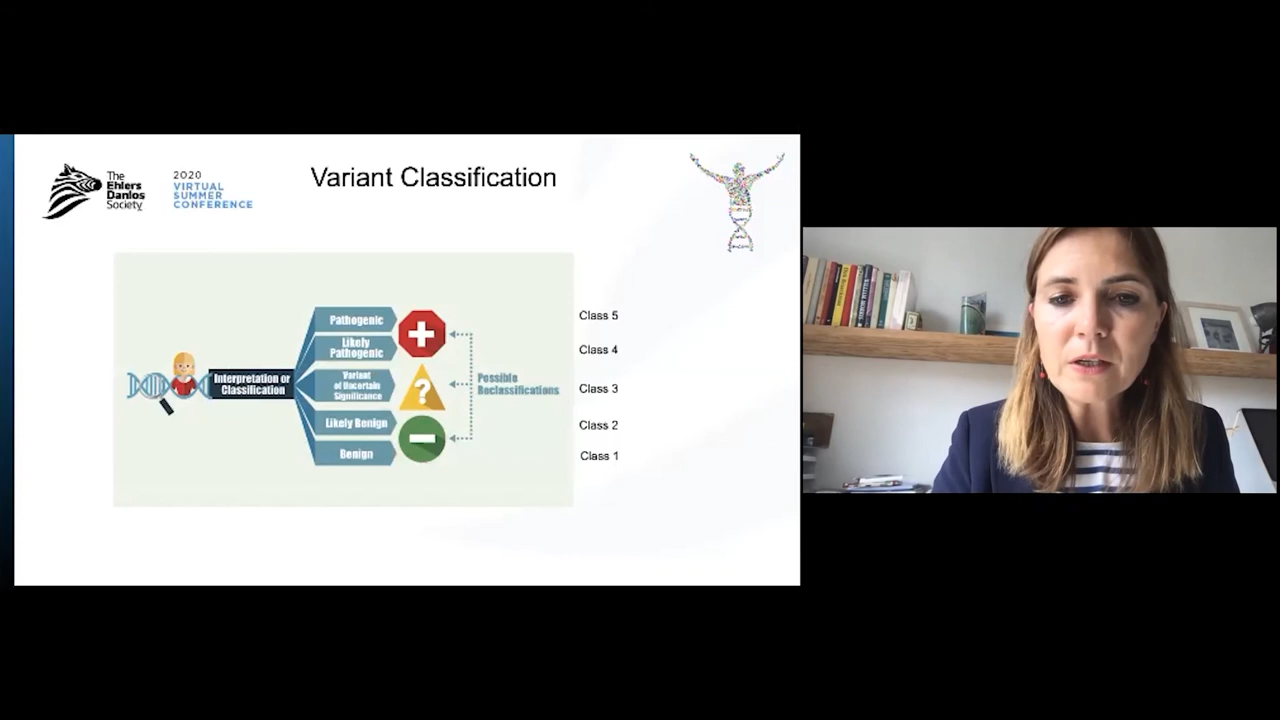 The
Ehlers
Danlos
Society
2020
VIRTUAL
SUMMER
CONFERENCE
Variant Classification
Interpretation or
Classification
Pathogenic
Likely
Pathogenic
Variant
of Uncertain
Significance
Likely Benign
Benign
Possible
Reclassifications
Class 5
Class 4
Class 3
Class 2
Class 1